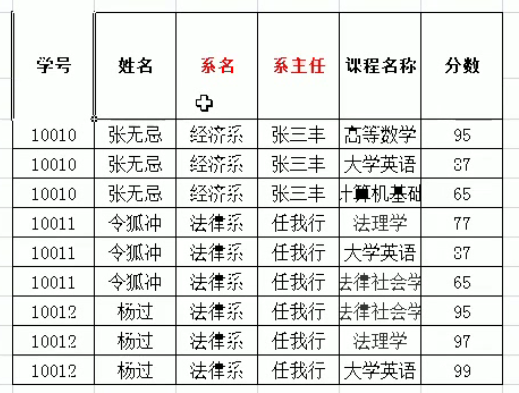 学号 姓名 系名 系主任 课程名称 分数
10010 张无忌 经济系 张三丰 高等数学 95
10010 张无忌 经济系 张三丰 大学英语 87
10010 张无忌 经济系 张三丰 计算机基础 65
10011 令狐冲 法律系 任我行 法理学 77
10011 令狐冲 法律系 任我行 大学英语 87
10011 令狐冲 法律系 任我行 法律社会学 65
10012 杨过 法律系 任我行 法律社会学 95
10012 杨过 法律系 任我行 法理学 97
10012 杨过 法律系 任我行 大学英语 99